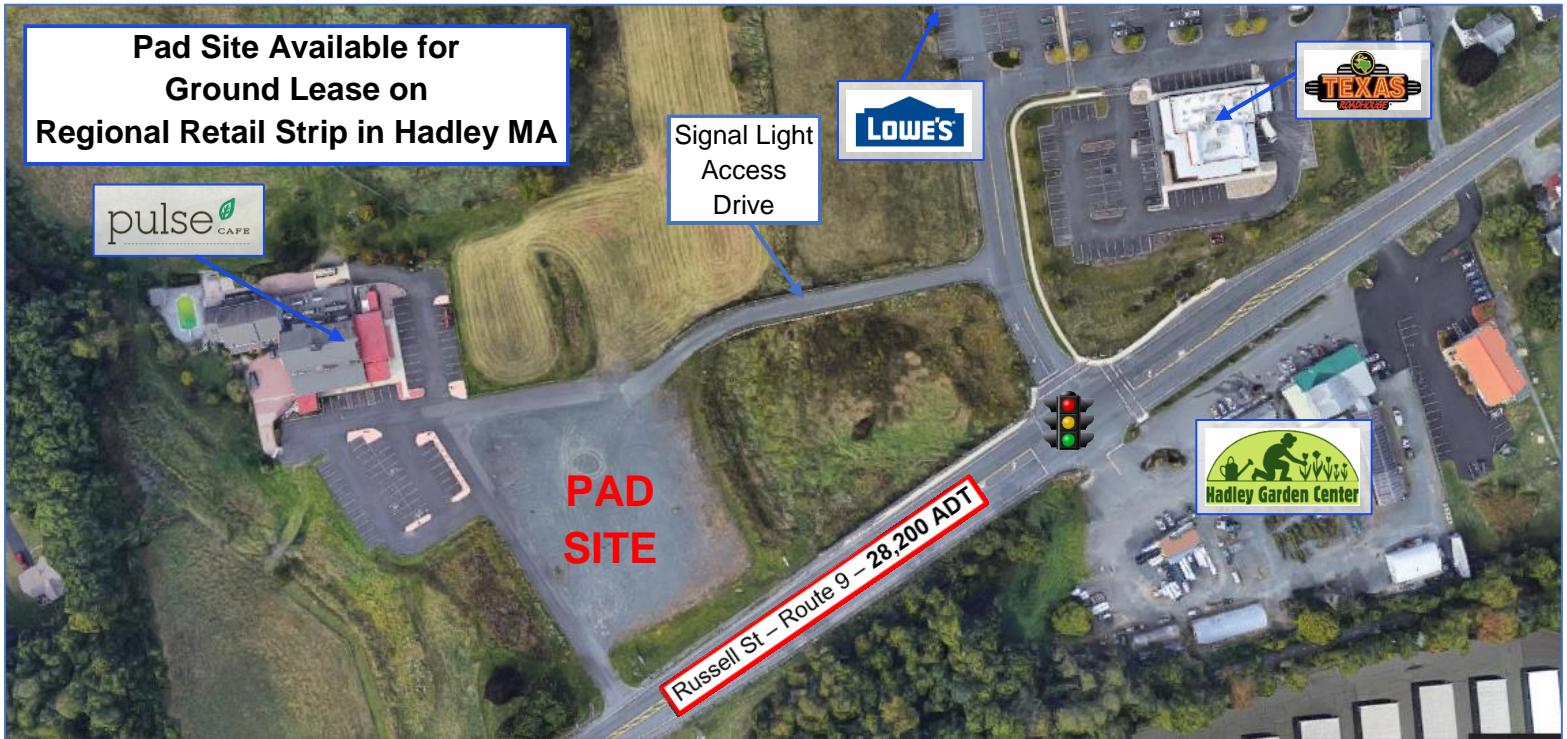 Pad Site Available for
Ground Lease on
Regional Retail Strip in Hadley MA
pulse
CAFE
Signal Light
Access
Drive
LOWE'S
TEXAS
ROADHOUSE
PAD
SITE
Hadley Garden Center
Russell St – Route 9 – 28,200 ADT